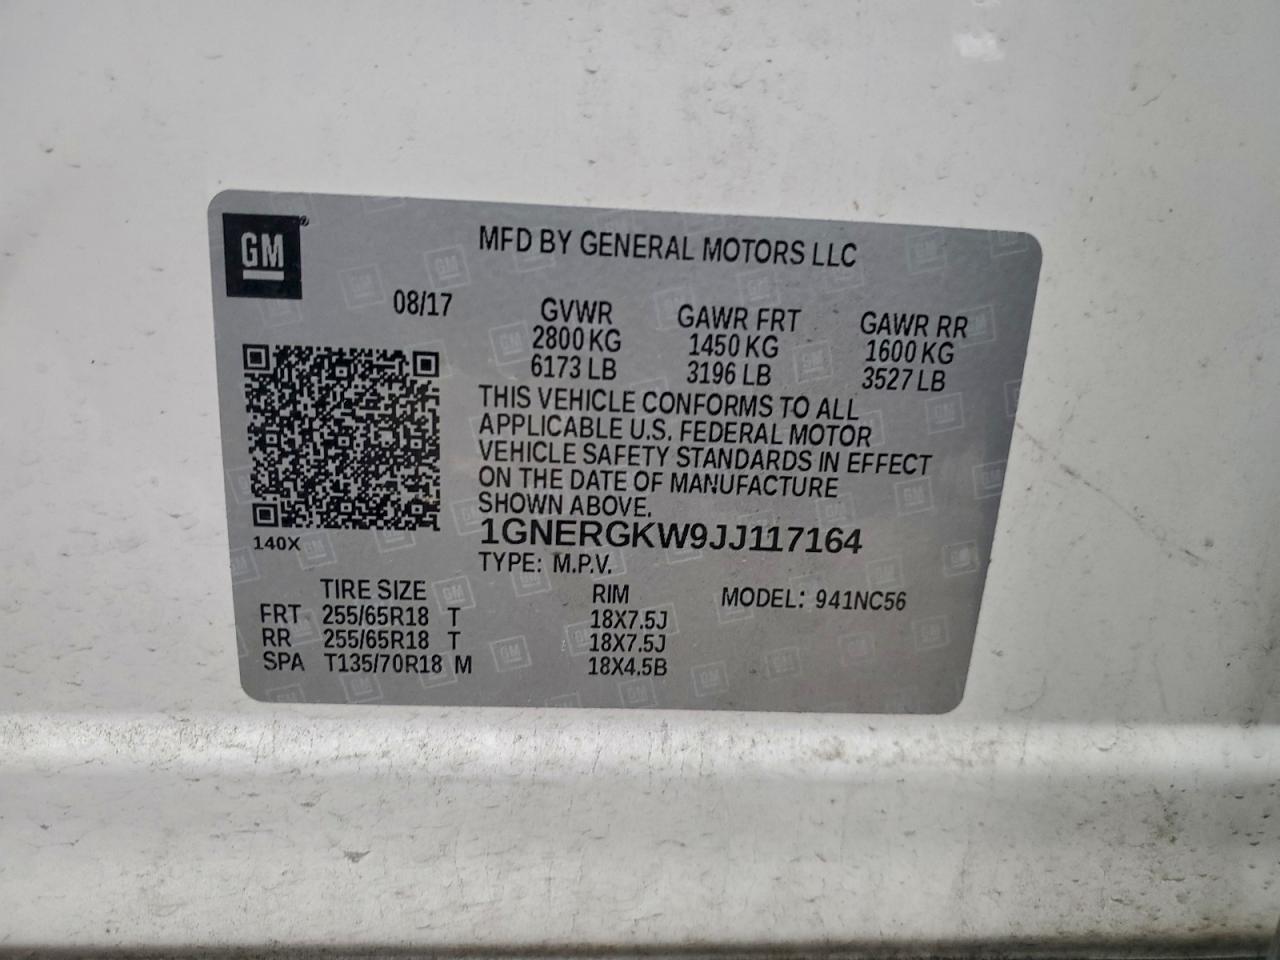 GM
MFD BY GENERAL MOTORS LLC
08/17
GVWR GAWR FRT GAWR RR
2800 KG 1450 KG 1600 KG
6173 LB 3196 LB 3527 LB
THIS VEHICLE CONFORMS TO ALL
APPLICABLE U.S. FEDERAL MOTOR
VEHICLE SAFETY STANDARDS IN EFFECT
ON THE DATE OF MANUFACTURE
SHOWN ABOVE.
1GNERGKW9JJ117164
140X
TYPE: M.P.V.
TIRE SIZE RIM MODEL: 941NC56
FRT 255/65R18 T 18X7.5J
RR 255/65R18 T 18X7.5J
SPA T135/70R18 M 18X4.5B